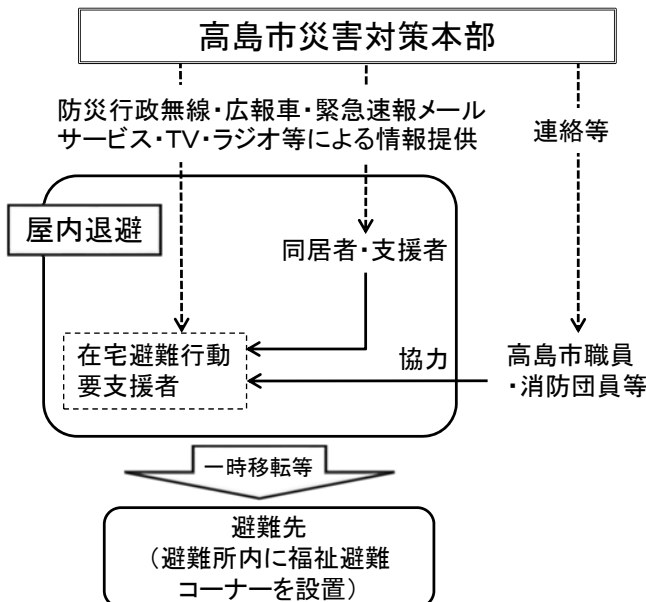 高島市災害対策本部
防災行政無線・広報車・緊急速報メール
サービス・TV・ラジオ等による情報提供
連絡等
屋内退避
同居者・支援者
在宅避難行動
要支援者
協力
高島市職員
・消防団員等
一時移転等
避難先
（避難所内に福祉避難
コーナーを設置）